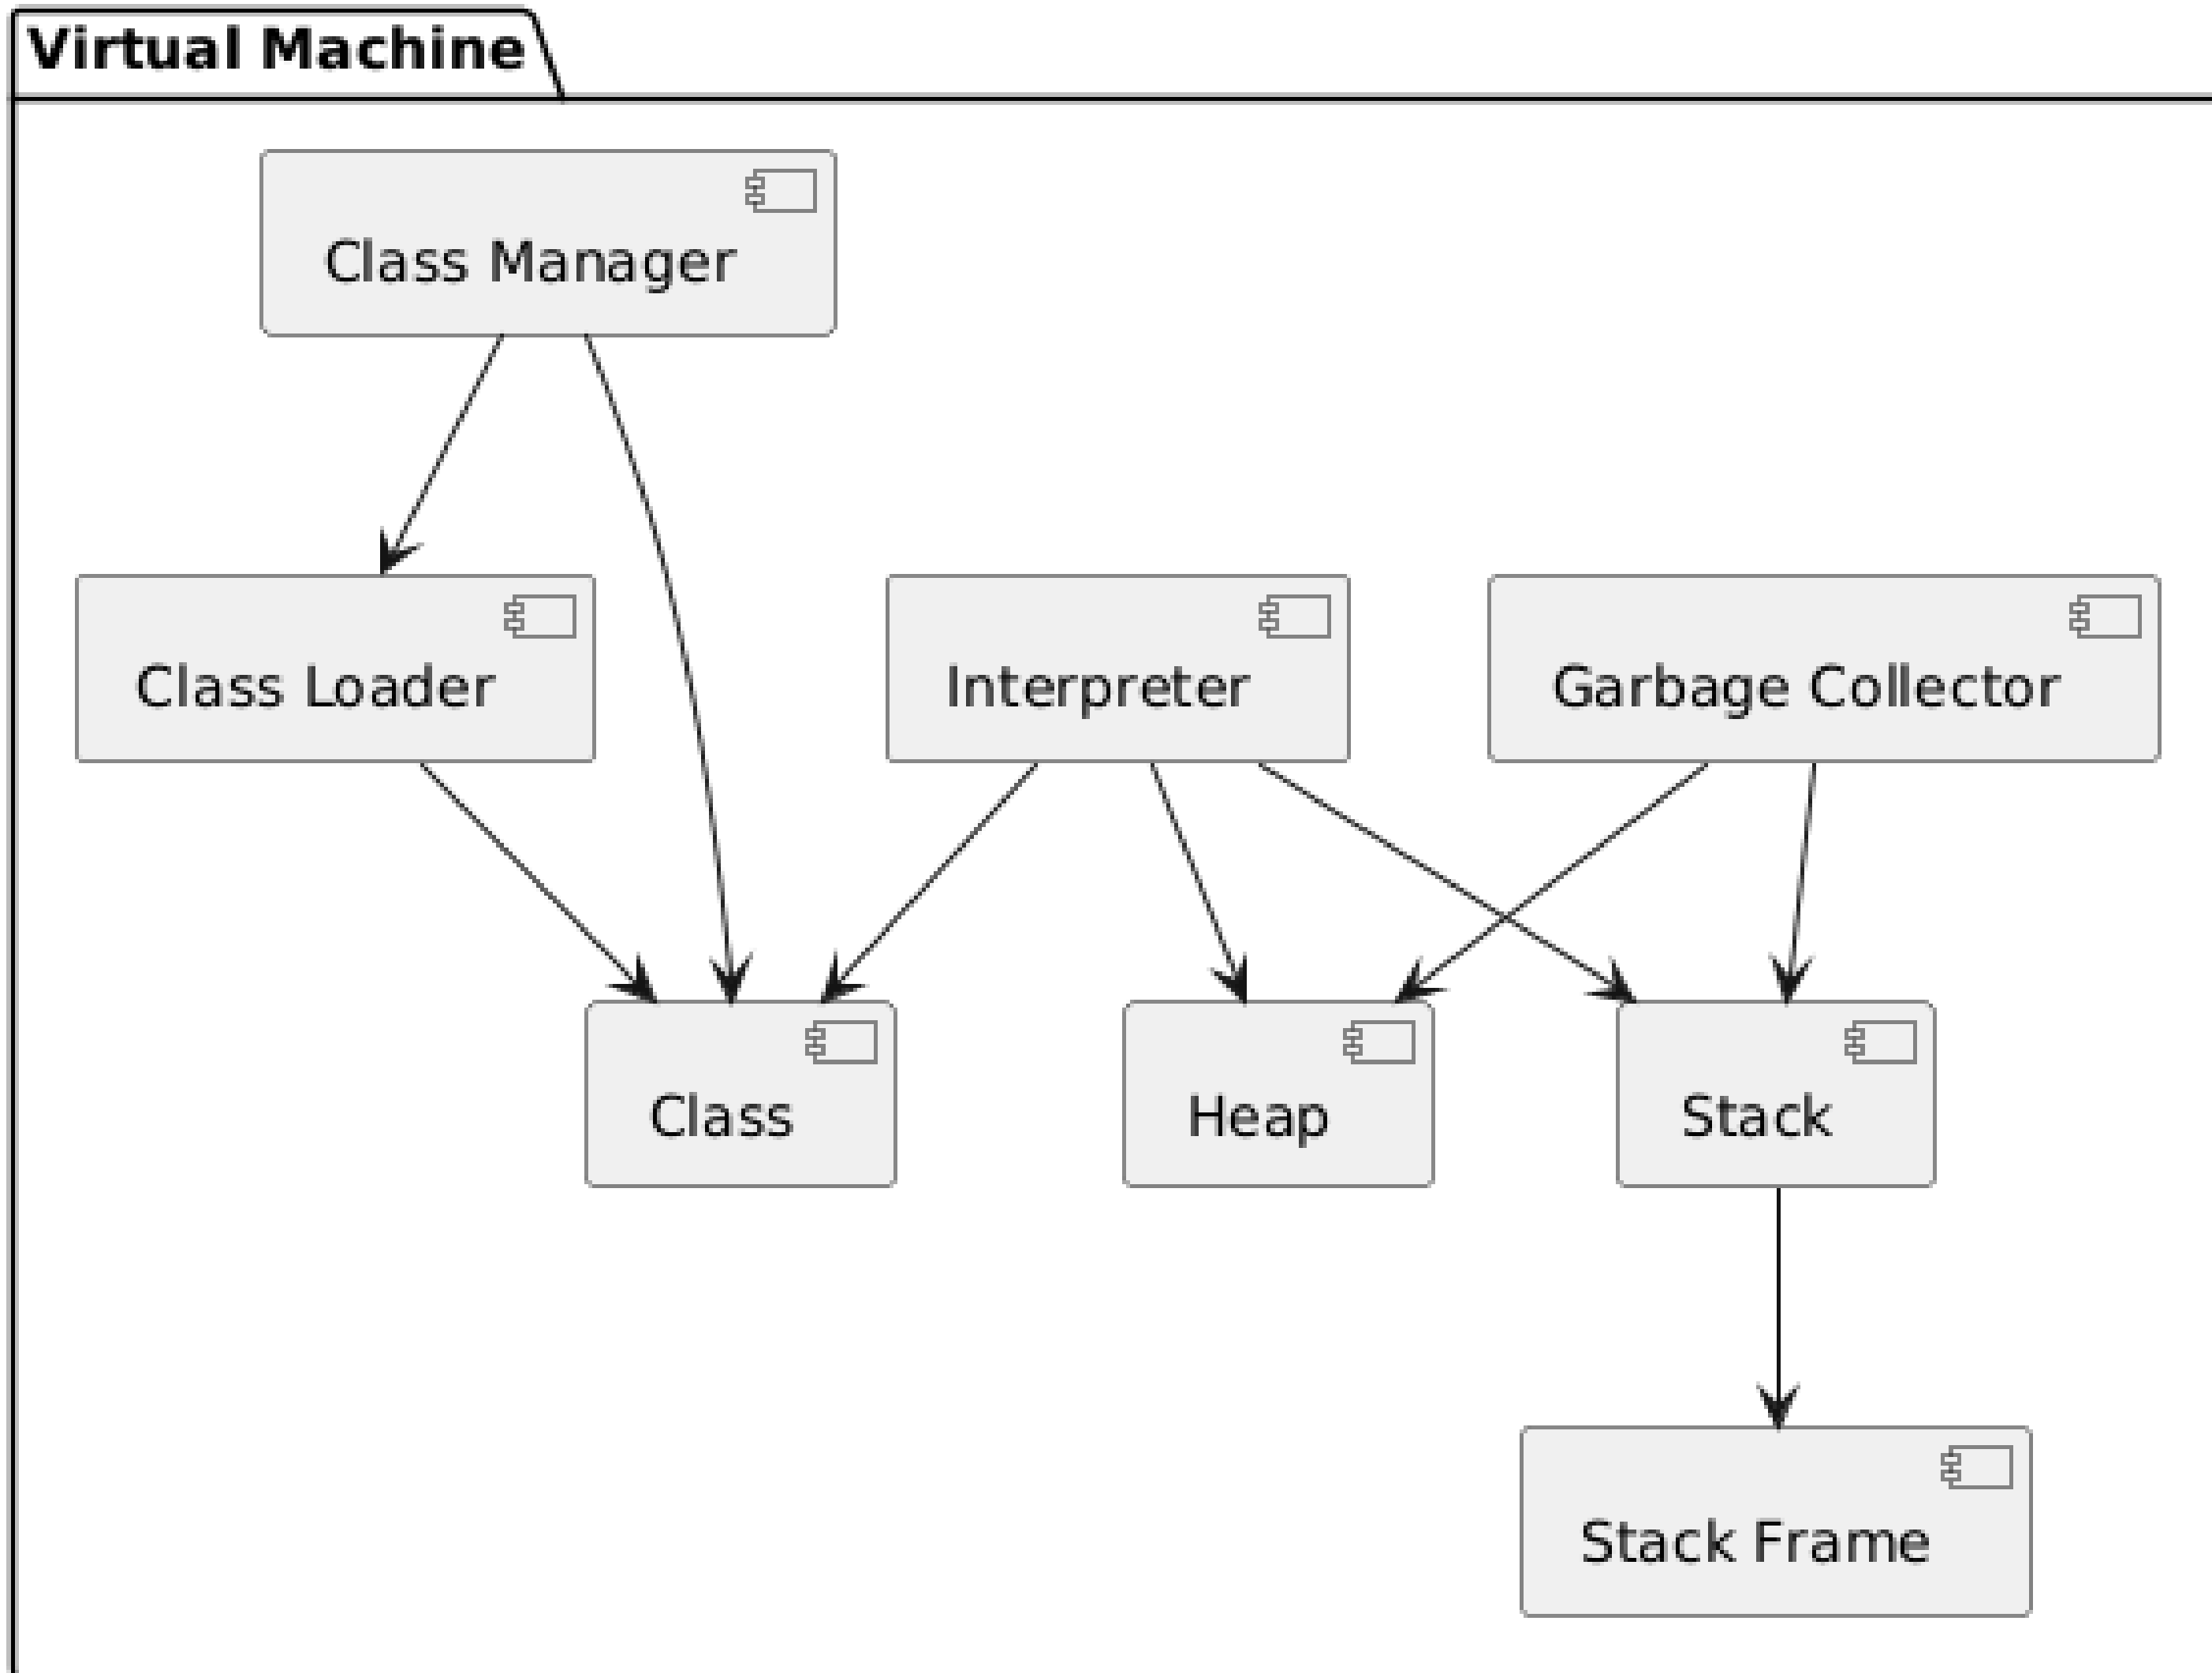 Virtual Machine
Class Manager
Class Loader
Interpreter
Garbage Collector
Class
Heap
Stack
Stack Frame